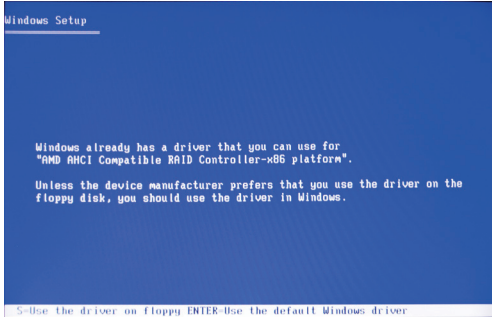 Windows Setup
Windows already has a driver that you can use for
"AMD AHCI Compatible RAID Controller-x86 platform".
Unless the device manufacturer prefers that you use the driver on the
floppy disk, you should use the driver in Windows.
S=Use the driver on floppy ENTER=Use the default Windows driver